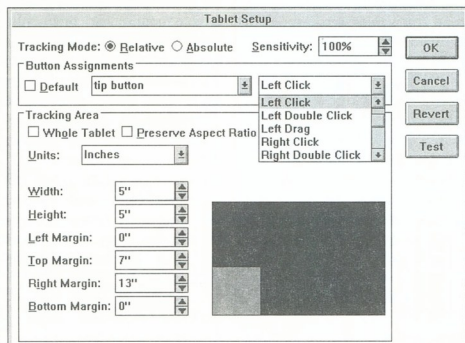 Tablet Setup
Tracking Mode: Relative Absolute Sensitivity: 100% OK
Button Assignments
Default tip button Left Click Cancel
Left Click
Left Double Click
Left Drag
Right Click
Right Double Click
Revert
Test
Tracking Area
Whole Tablet Preserve Aspect Ratio
Units: Inches
Width: 5"
Height: 5"
Left Margin: 0"
Top Margin: 7"
Right Margin: 13"
Bottom Margin: 0"